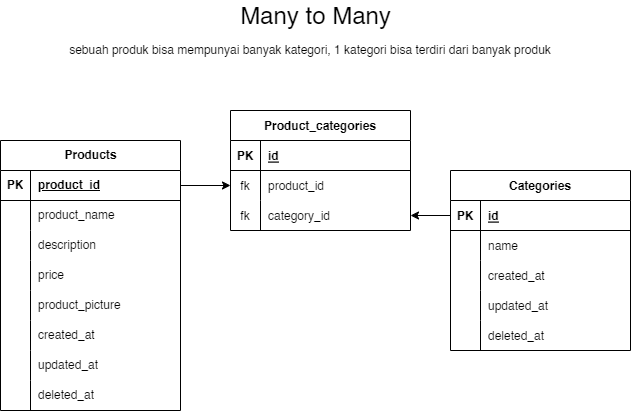 Many to Many
sebuah produk bisa mempunyai banyak kategori, 1 kategori bisa terdiri dari banyak produk
Products
PK product_id
product_name
description
price
product_picture
created_at
updated_at
deleted_at
Product_categories
PK id
fk product_id
fk category_id
Categories
PK id
name
created_at
updated_at
deleted_at